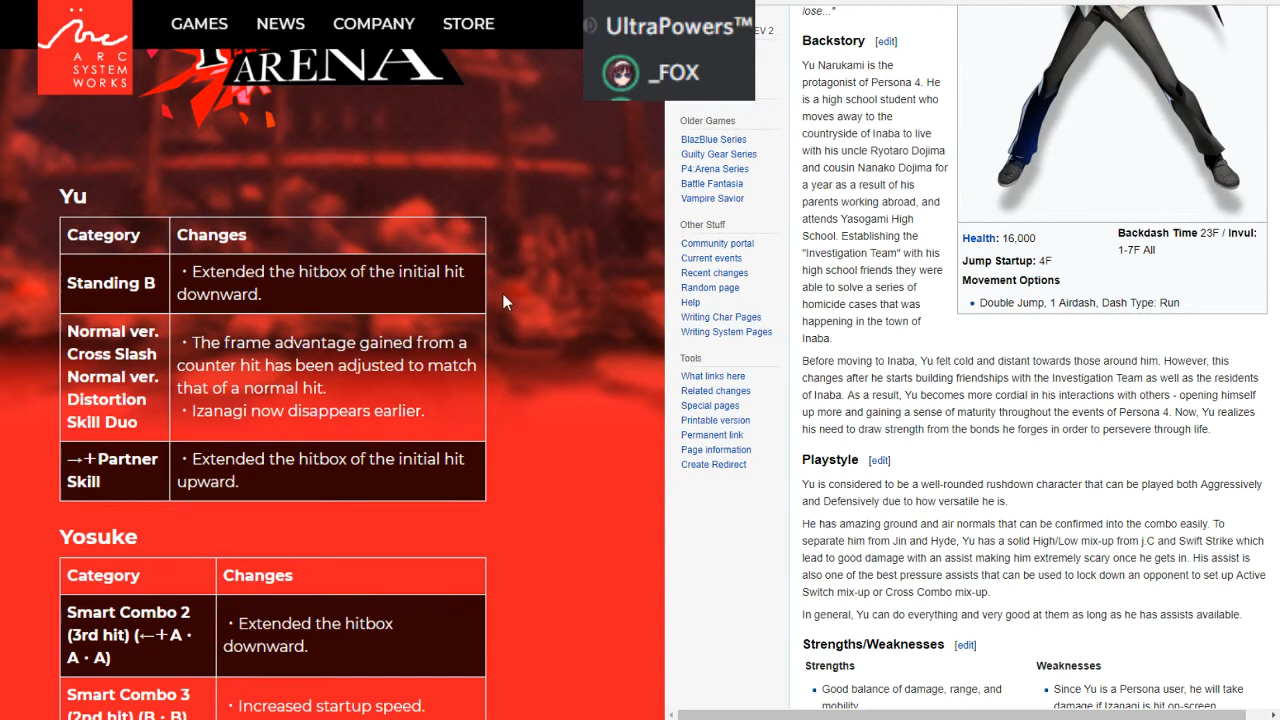 GAMES NEWS COMPANY STORE
ARC
SYSTEM
WORKS
ARENA
UltraPowers™
_FOX
Yu
Category Changes
Standing B
・Extended the hitbox of the initial hit
downward.
Normal ver.
Cross Slash
Normal ver.
Distortion
Skill Duo
・The frame advantage gained from a
counter hit has been adjusted to match
that of a normal hit.
・Izanagi now disappears earlier.
→+Partner
Skill
・Extended the hitbox of the initial hit
upward.
Yosuke
Category Changes
Smart Combo 2
(3rd hit) (←+A・
A・A)
・Extended the hitbox
downward.
Smart Combo 3
(2nd hit) (B・B)
・Increased startup speed.
EV 2
Older Games
BlazBlue Series
Guilty Gear Series
P4:Arena Series
Battle Fantasia
Vampire Savior
Other Stuff
Community portal
Current events
Recent changes
Random page
Help
Writing Char Pages
Writing System Pages
Tools
What links here
Related changes
Special pages
Printable version
Permanent link
Page information
Create Redirect
lose..."
Backstory [edit]
Yu Narukami is the
protagonist of Persona 4. He
is a high school student who
moves away to the
countryside of Inaba to live
with his uncle Ryotaro Dojima
and cousin Nanako Dojima for
a year as a result of his
parents working abroad, and
attends Yasogami High
School. Establishing the
"Investigation Team" with his
high school friends they were
able to solve a series of
homicide cases that was
happening in the town of
Inaba.
Health: 16,000
Jump Startup: 4F
Movement Options
Backdash Time 23F / Invul:
1-7F All
Double Jump, 1 Airdash, Dash Type: Run
Before moving to Inaba, Yu felt cold and distant towards those around him. However, this
changes after he starts building friendships with the Investigation Team as well as the residents
of Inaba. As a result, Yu becomes more cordial in his interactions with others - opening himself
up more and gaining a sense of maturity throughout the events of Persona 4. Now, Yu realizes
his need to draw strength from the bonds he forges in order to persevere through life.
Playstyle [edit]
Yu is considered to be a well-rounded rushdown character that can be played both Aggressively
and Defensively due to how versatile he is.
He has amazing ground and air normals that can be confirmed into the combo easily. To
separate him from Jin and Hyde, Yu has a solid High/Low mix-up from j.C and Swift Strike which
lead to good damage with an assist making him extremely scary once he gets in. His assist is
also one of the best pressure assists that can be used to lock down an opponent to set up Active
Switch mix-up or Cross Combo mix-up.
In general, Yu can do everything and very good at them as long as he has assists available.
Strengths/Weaknesses [edit]
Strengths
Good balance of damage, range, and
mobility
Weaknesses
Since Yu is a Persona user, he will take
damage if Izanagi is hit on-screen